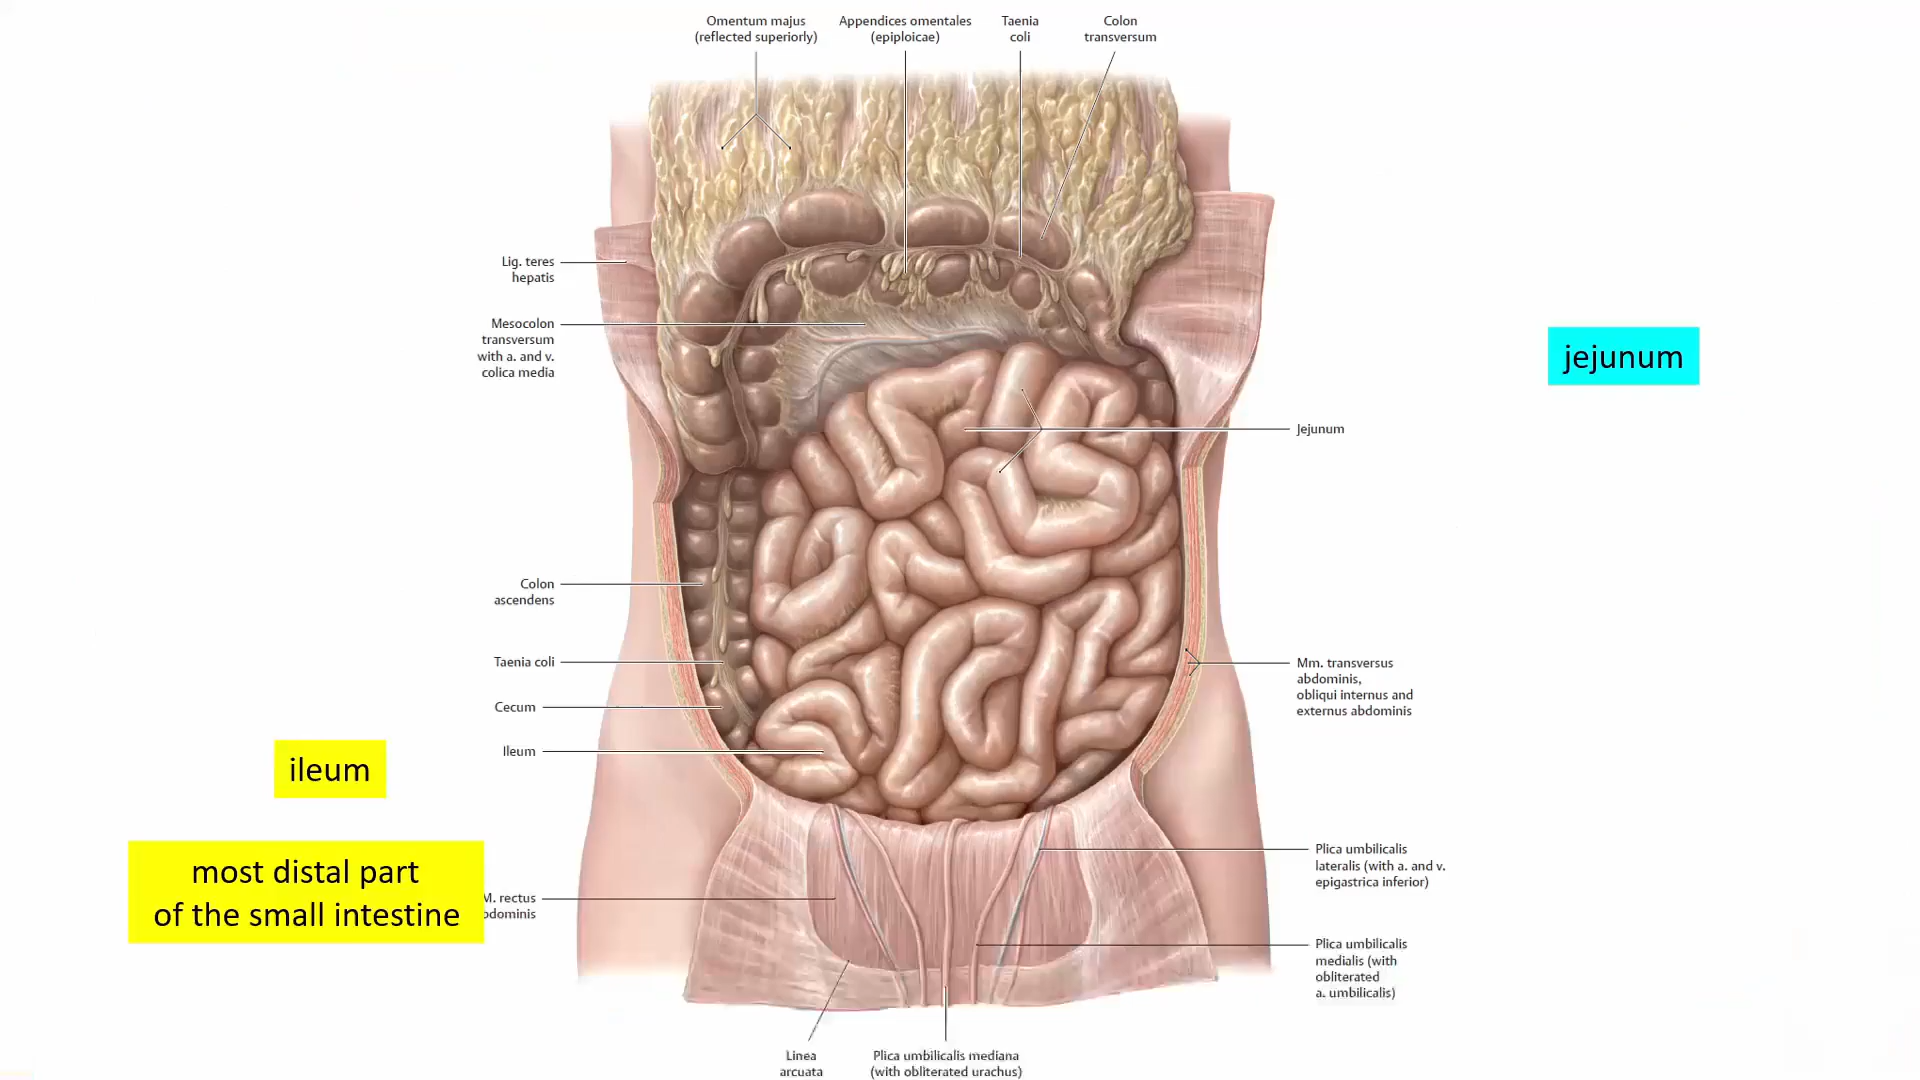 Omentum majus
(reflected superiorly)
Appendices omentales
(epiploicae)
Taenia
coli
Colon
transversum
Lig. teres
hepatis
Mesocolon
transversum
with a. and v.
colica media
jejunum
Jejunum
Colon
ascendens
Taenia coli
Cecum
Ileum
Mm. transversus
abdominis,
obliqui internus and
externus abdominis
ileum
most distal part
of the small intestine
M. rectus
odominis
Plica umbilicalis
lateralis (with a. and v.
epigastrica inferior)
Plica umbilicalis
medialis (with
obliterated
a. umbilicalis)
Linea
arcuata
Plica umbilicalis mediana
(with obliterated urachus)